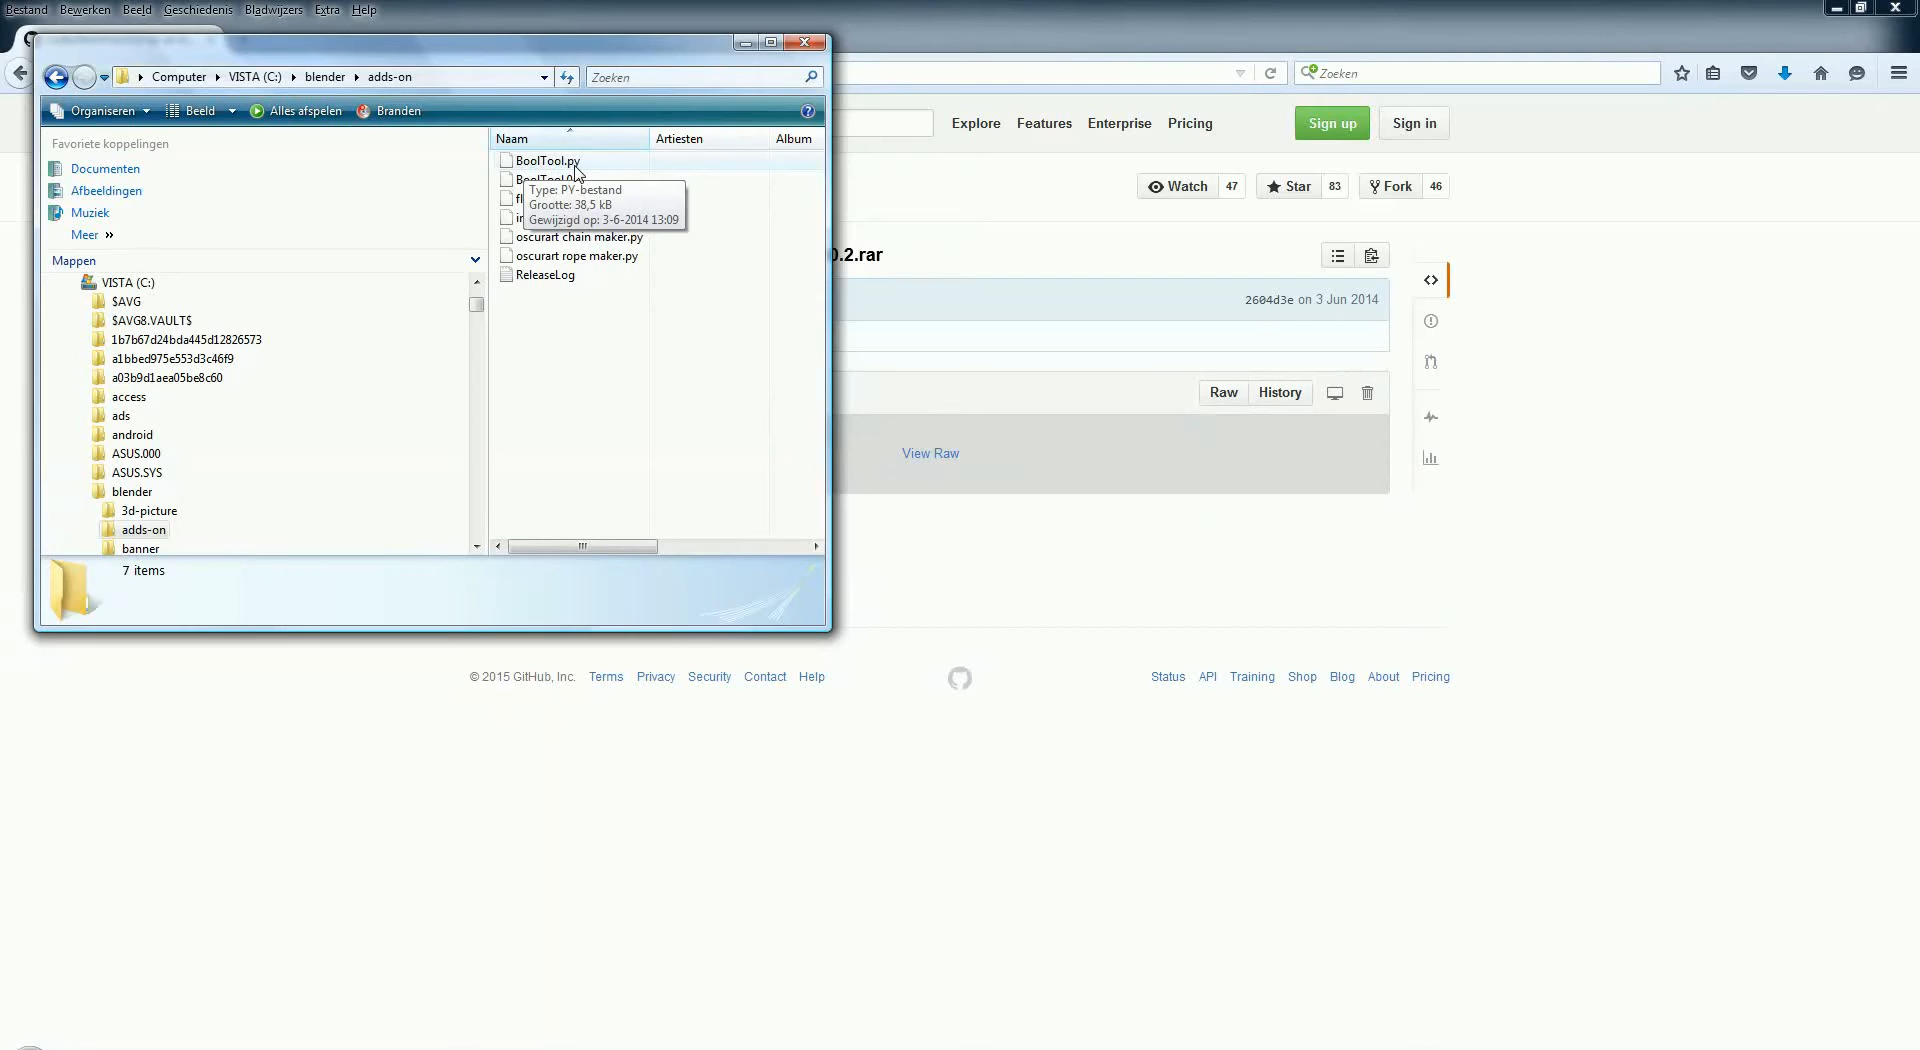 Bestand Bewerken Beeld Geschiedenis Bladwijzers Extra Help
Computer VISTA (C:) blender adds-on
Zoeken
Zoeken
Organiseren Beeld Alles afspelen Branden
Explore Features Enterprise Pricing
Sign up Sign in
Favoriete koppelingen
Documenten
Afbeeldingen
Muziek
Meer »
Mappen
VISTA (C:)
$AVG
$AVG8.VAULT$
1b7b67d24bda445d12826573
a1bbed975e553d3c46f9
a03b9d1aea05be8c60
access
ads
android
ASUS.000
ASUS.SYS
blender
3d-picture
adds-on
banner
Naam Artiesten Album
BoolTool.py
Type: PY-bestand
Grootte: 38,5 kB
Gewijzigd op: 3-6-2014 13:09
oscurart chain maker.py
oscurart rope maker.py
ReleaseLog
7 items
Watch 47 Star 83 Fork 46
0.2.rar
2604d3e on 3 Jun 2014
Raw History
View Raw
© 2015 GitHub, Inc. Terms Privacy Security Contact Help
Status API Training Shop Blog About Pricing